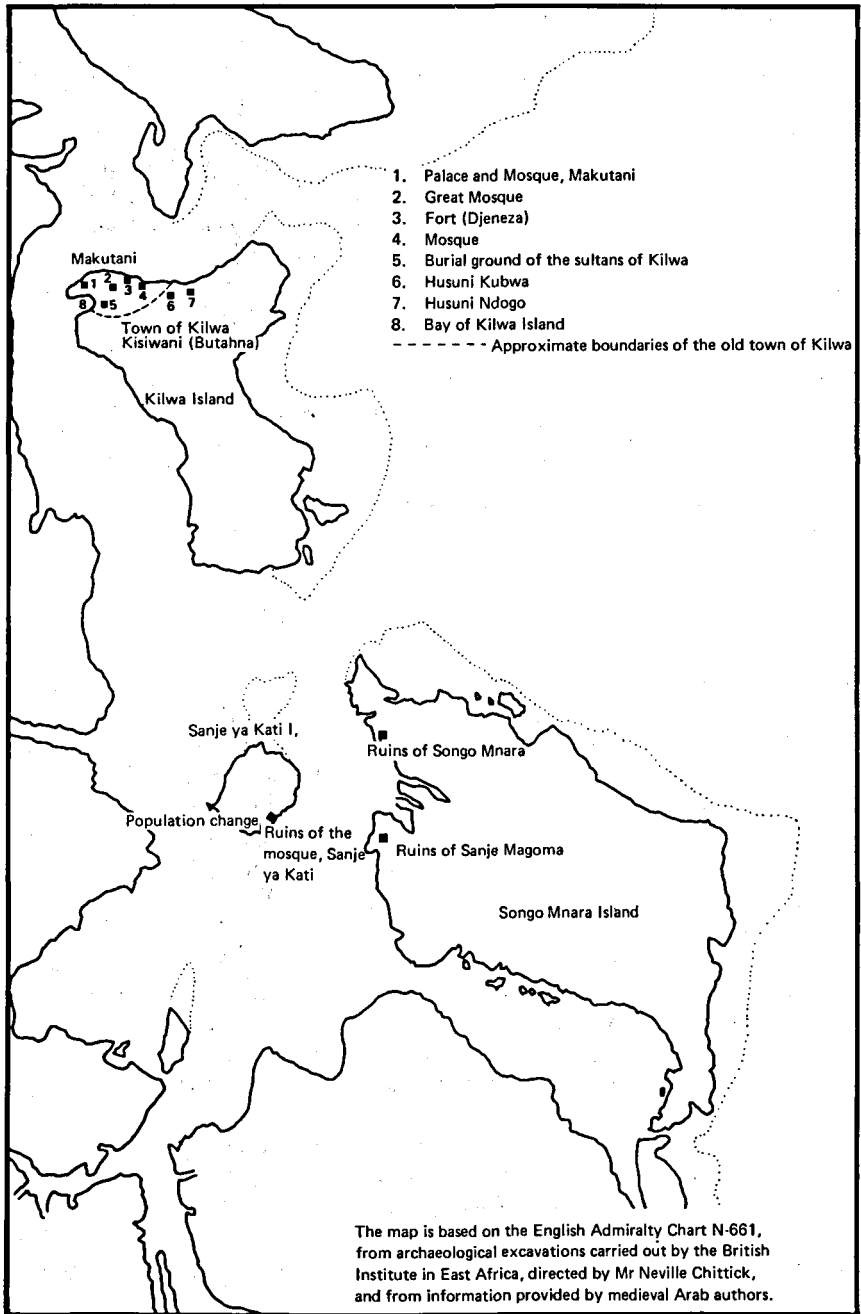 1. Palace and Mosque, Makutani
2. Great Mosque
3. Fort (Djeneza)
4. Mosque
5. Burial ground of the sultans of Kilwa
6. Husuni Kubwa
7. Husuni Ndogo
8. Bay of Kilwa Island
Approximate boundaries of the old town of Kilwa
Makutani
1 2 3 4
8 5 6 7
Town of Kilwa
Kisiwani (Butahna)
Kilwa Island
Sanje ya Kati I,
Population change
Ruins of the
mosque, Sanje
ya Kati
Ruins of Songo Mnara
Ruins of Sanje Magoma
Songo Mnara Island
The map is based on the English Admiralty Chart N-661,
from archaeological excavations carried out by the British
Institute in East Africa, directed by Mr Neville Chittick,
and from information provided by medieval Arab authors.